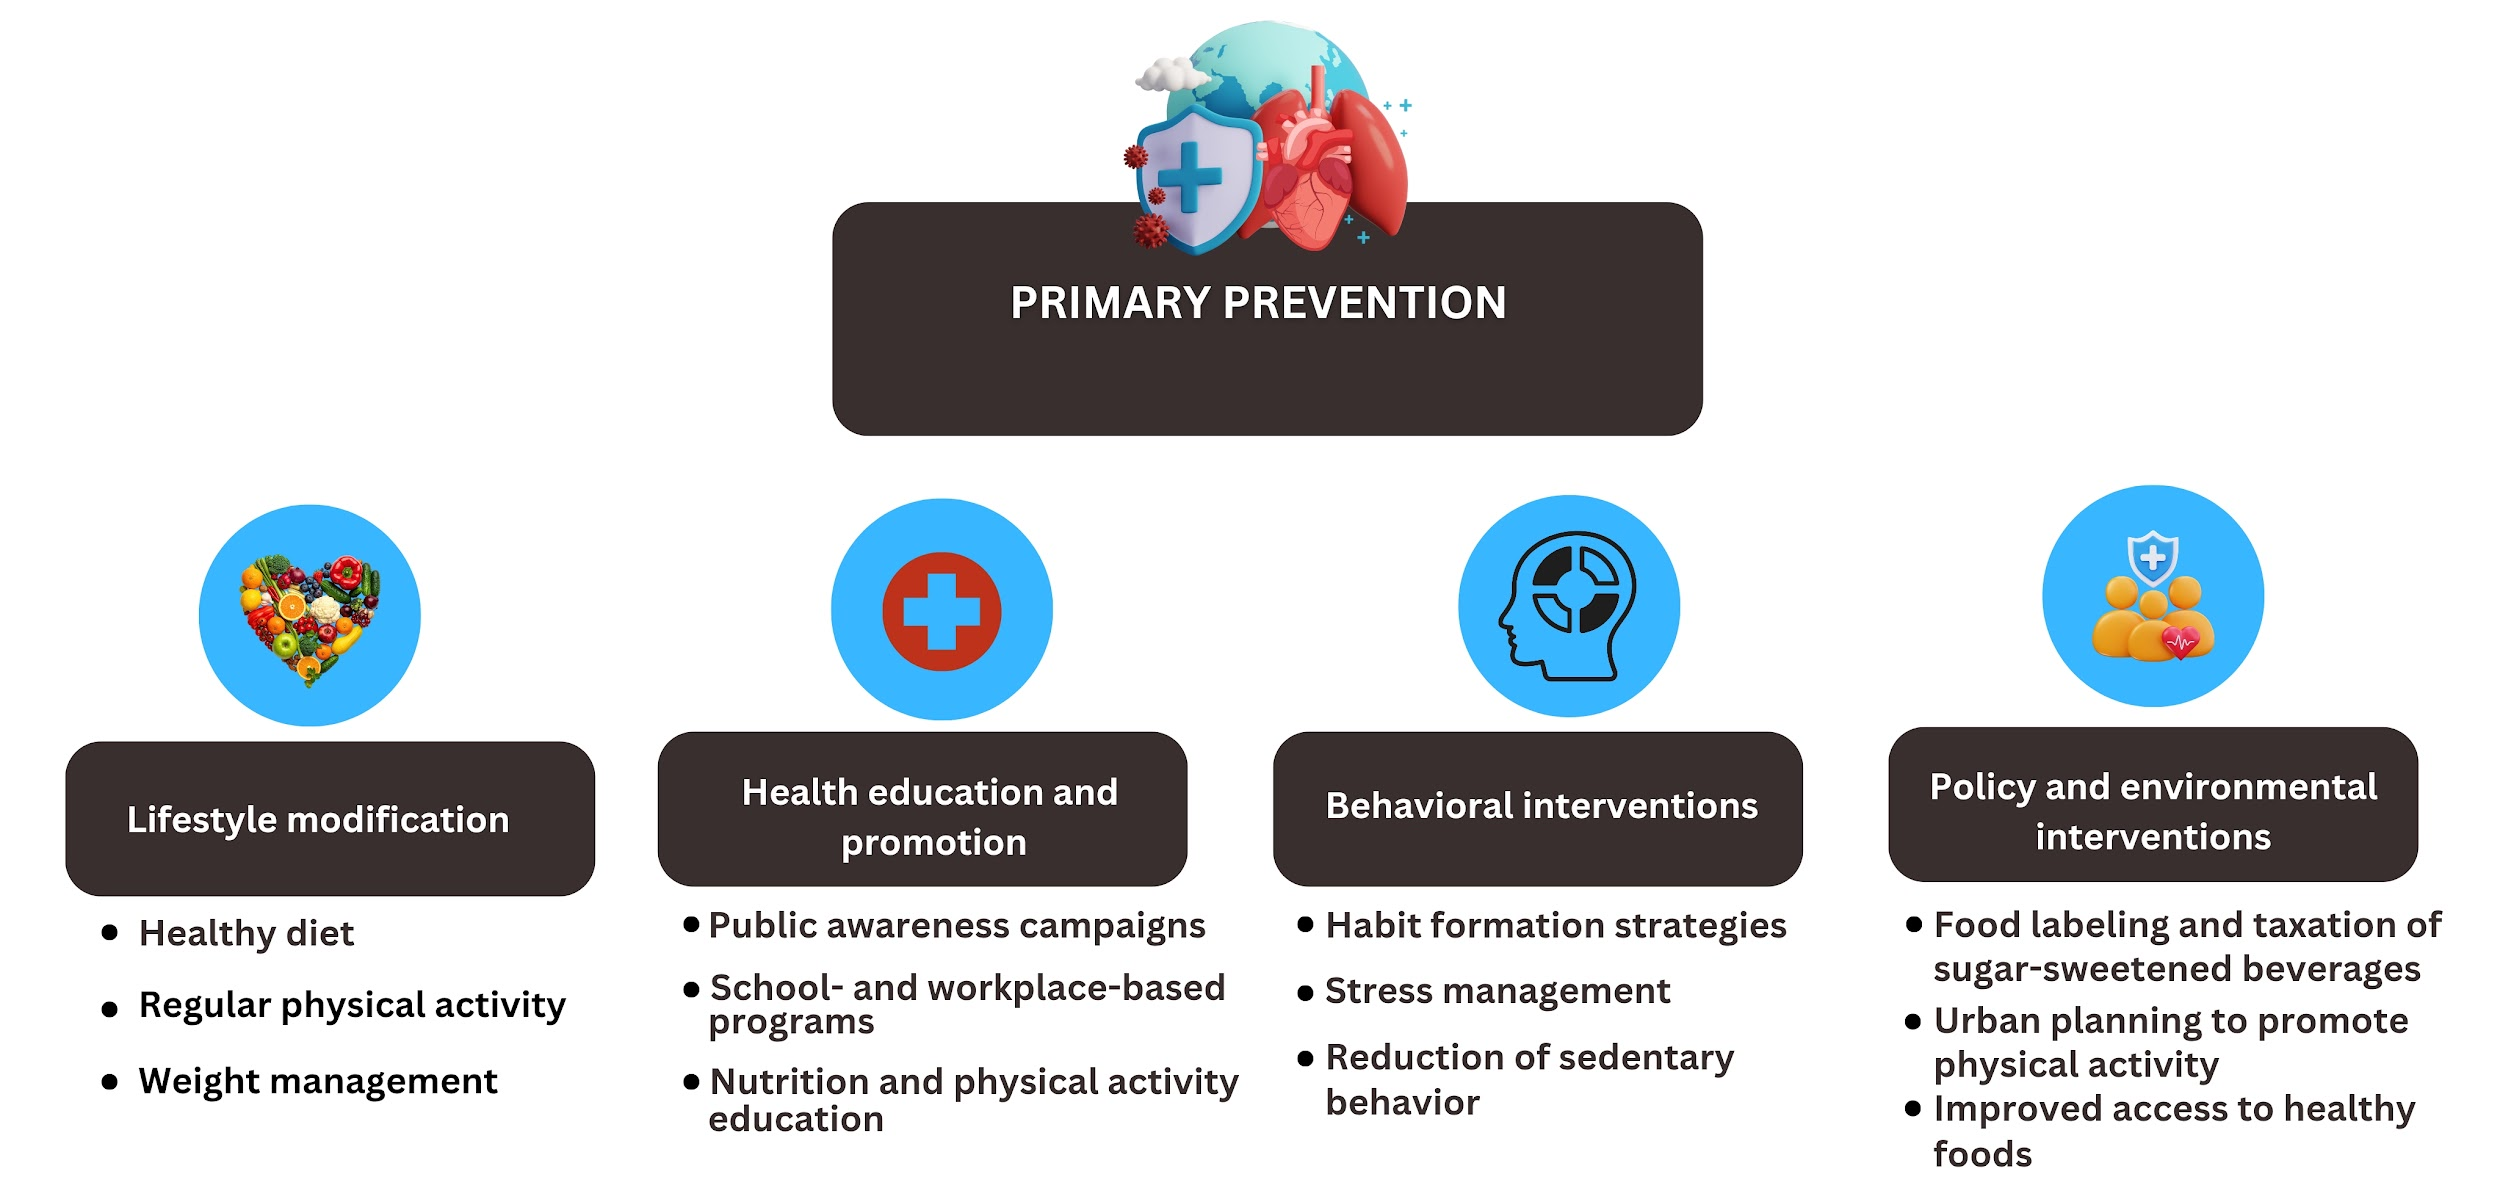 PRIMARY PREVENTION
Lifestyle modification
• Healthy diet
• Regular physical activity
• Weight management
Health education and
promotion
• Public awareness campaigns
• School- and workplace-based
programs
• Nutrition and physical activity
education
Behavioral interventions
• Habit formation strategies
• Stress management
• Reduction of sedentary
behavior
Policy and environmental
interventions
• Food labeling and taxation of
sugar-sweetened beverages
• Urban planning to promote
physical activity
• Improved access to healthy
foods